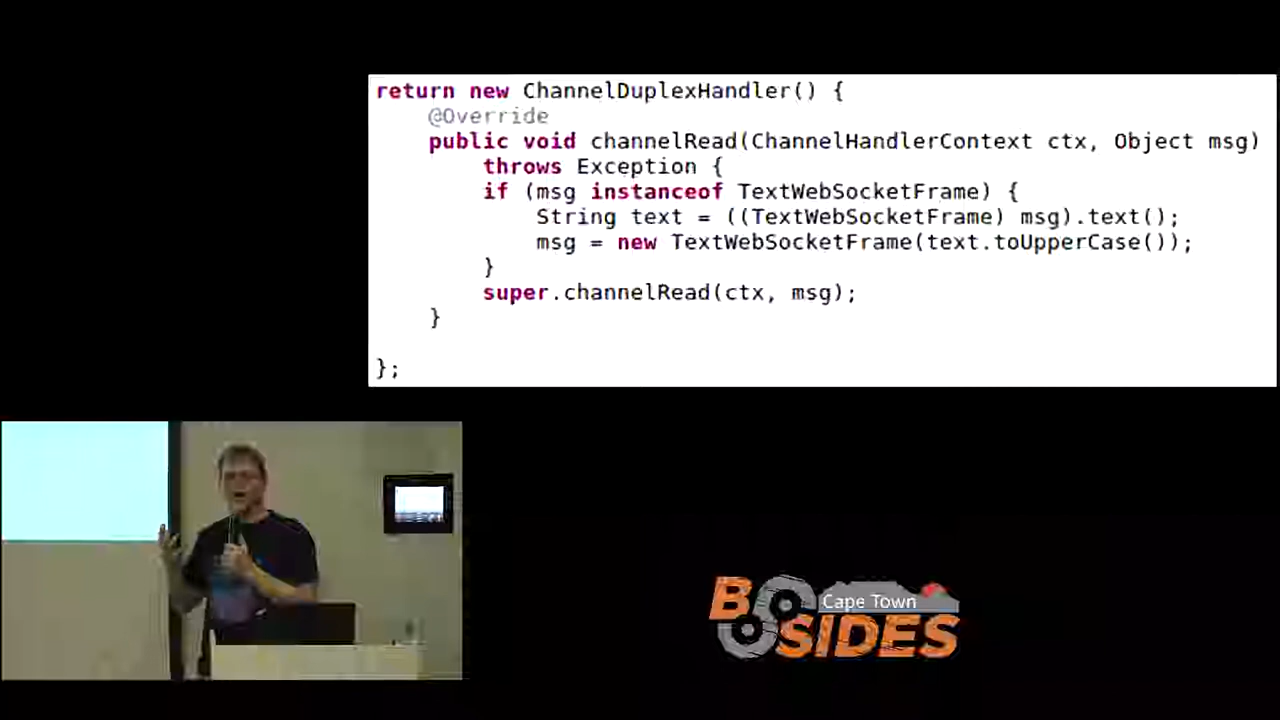 return new ChannelDuplexHandler() {
@Override
public void channelRead(ChannelHandlerContext ctx, Object msg)
throws Exception {
if (msg instanceof TextWebSocketFrame) {
String text = ((TextWebSocketFrame) msg).text();
msg = new TextWebSocketFrame(text.toUpperCase());
}
super.channelRead(ctx, msg);
}
};
B
Cape Town
SIDES